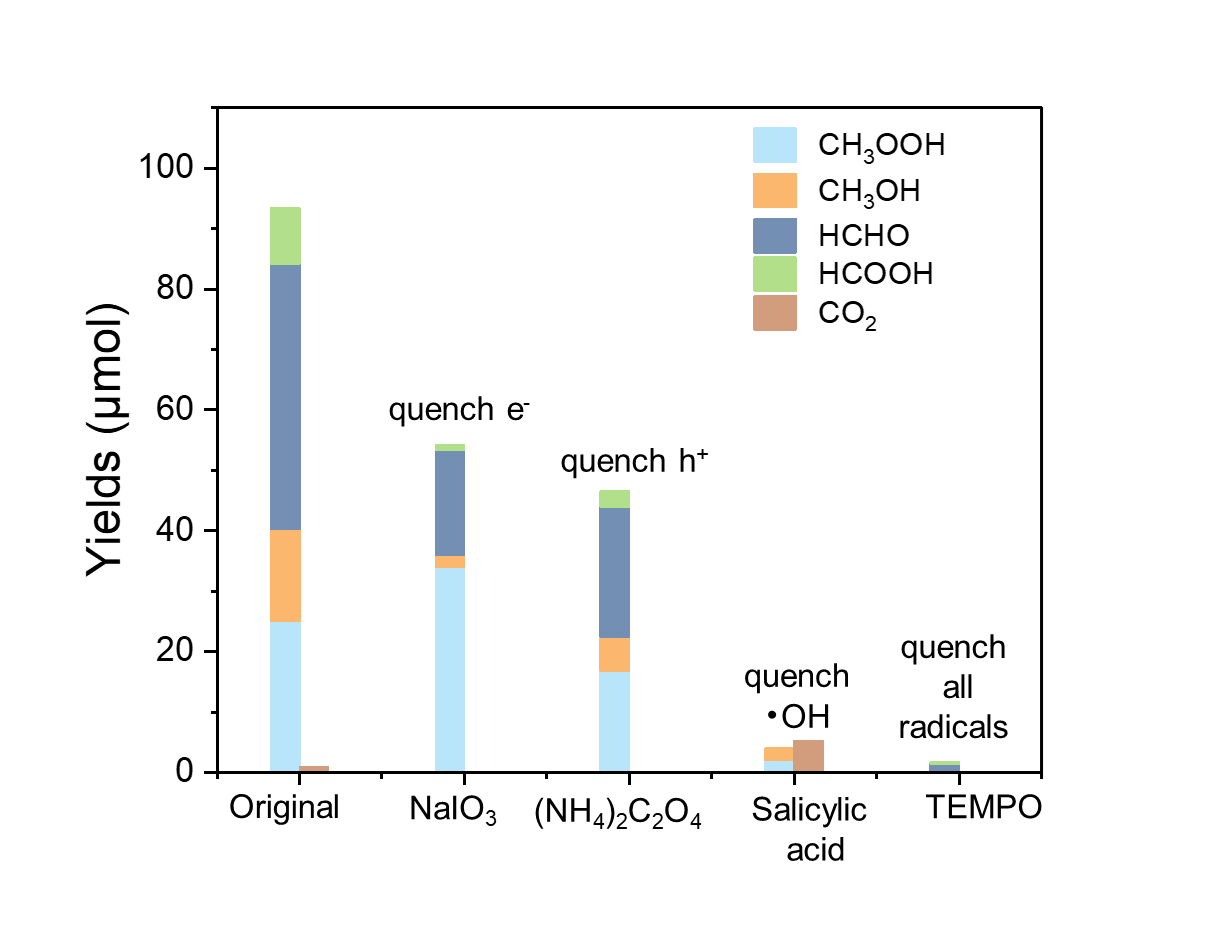 CH₃OOH
CH₃OH
HCHO
HCOOH
CO₂
Yields (μmol)
100
80
60
40
20
0
quench e⁻
quench h⁺
quench
•OH
quench
all
radicals
Original
NaIO₃
(NH₄)₂C₂O₄
Salicylic
acid
TEMPO